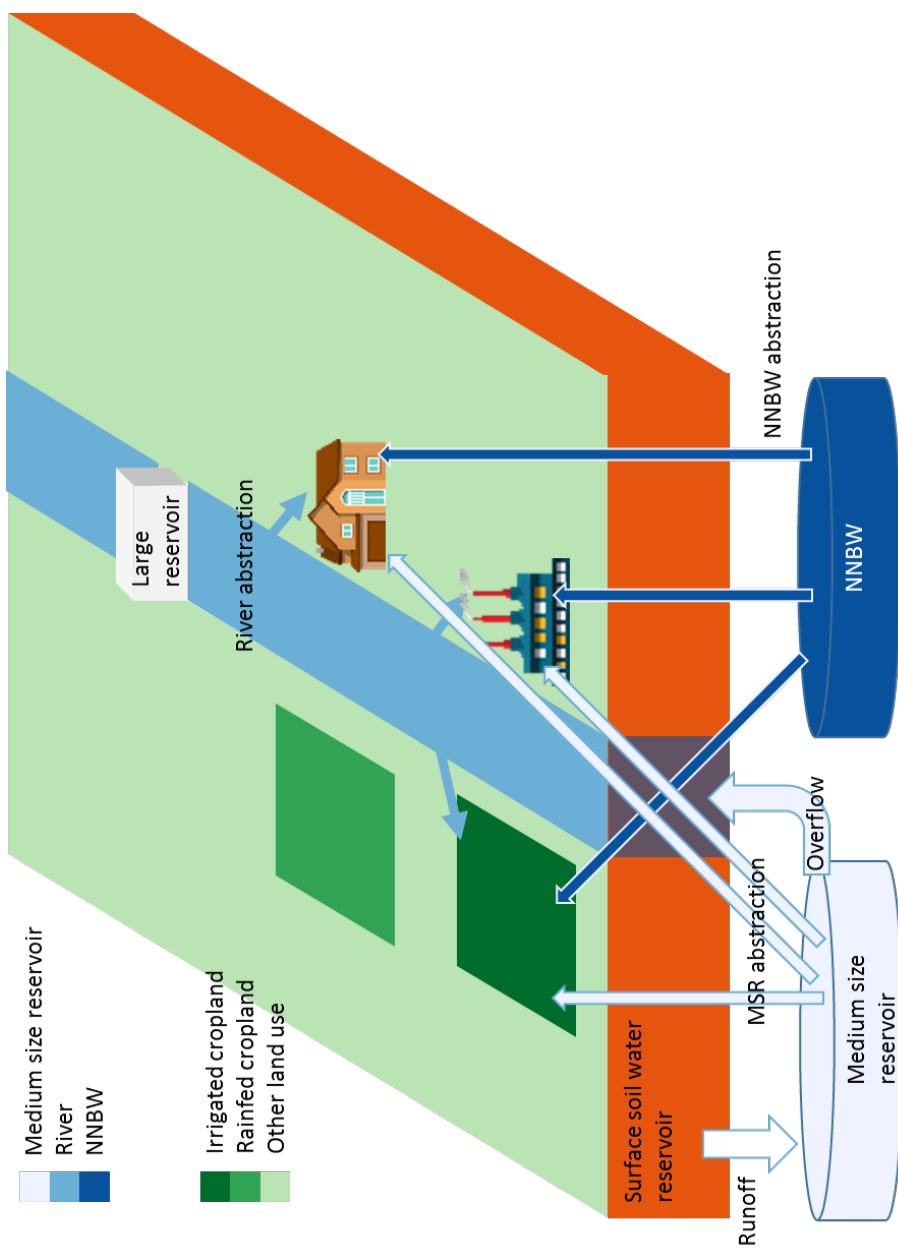 Medium size reservoir
River
NNBW
Irrigated cropland
Rainfed cropland
Other land use
Large
reservoir
River abstraction
Surface soil water
reservoir
Runoff
MSR abstraction
Overflow
NNBW abstraction
Medium size
reservoir
NNBW